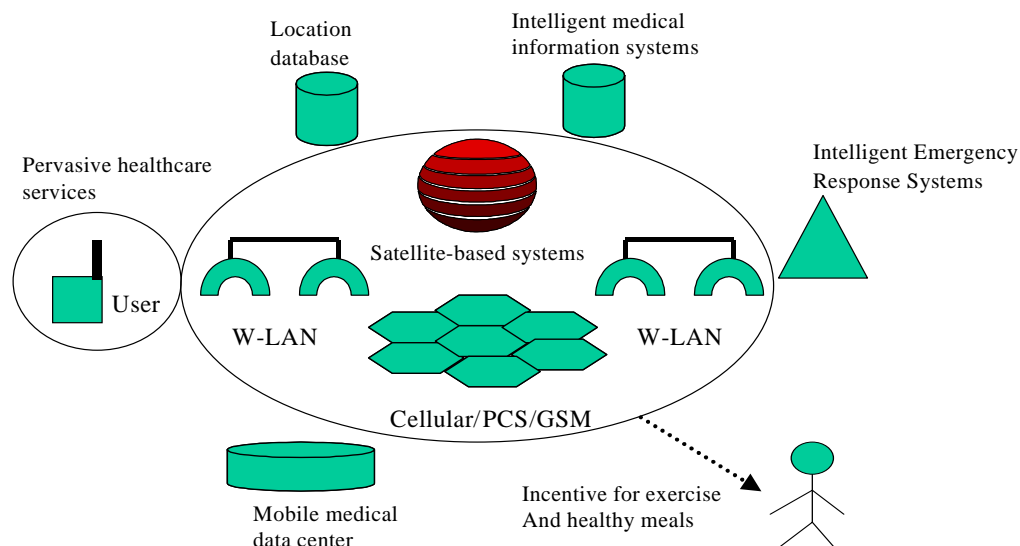 Location
database
Intelligent medical
information systems
Pervasive healthcare
services
Intelligent Emergency
Response Systems
Satellite-based systems
User
W-LAN
W-LAN
Cellular/PCS/GSM
Mobile medical
data center
Incentive for exercise
And healthy meals